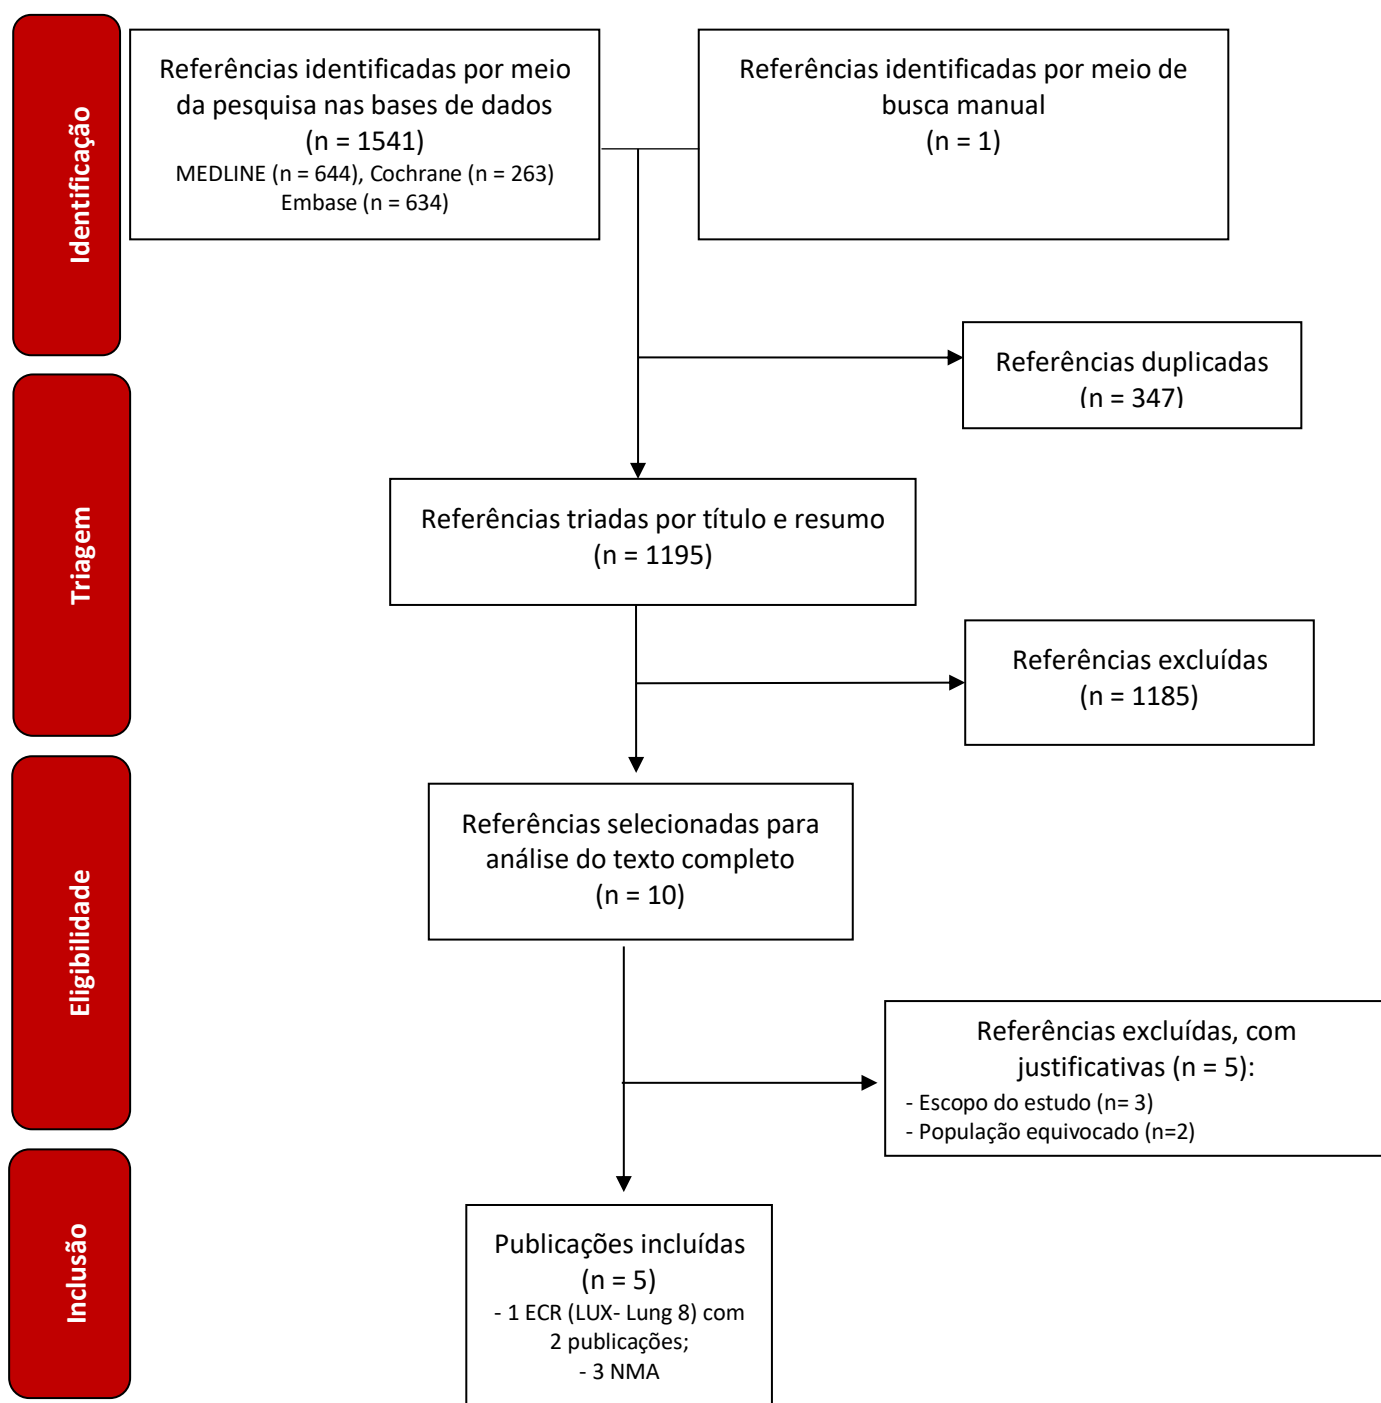 Identificação
Referências identificadas por meio
da pesquisa nas bases de dados
(n = 1541)
MEDLINE (n = 644), Cochrane (n = 263)
Embase (n = 634)
Referências identificadas por meio de
busca manual
(n = 1)
Referências duplicadas
(n = 347)
Triagem
Referências triadas por título e resumo
(n = 1195)
Referências excluídas
(n = 1185)
Eligibilidade
Referências selecionadas para
análise do texto completo
(n = 10)
Referências excluídas, com
justificativas (n = 5):
- Escopo do estudo (n= 3)
- População equivocado (n=2)
Inclusão
Publicações incluídas
(n = 5)
- 1 ECR (LUX- Lung 8) com
2 publicações;
- 3 NMA